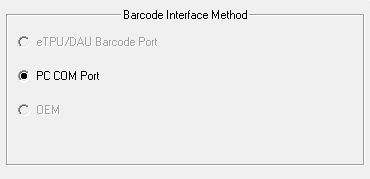 Barcode Interface Method
eTPU/DAU Barcode Port
PC COM Port
OEM